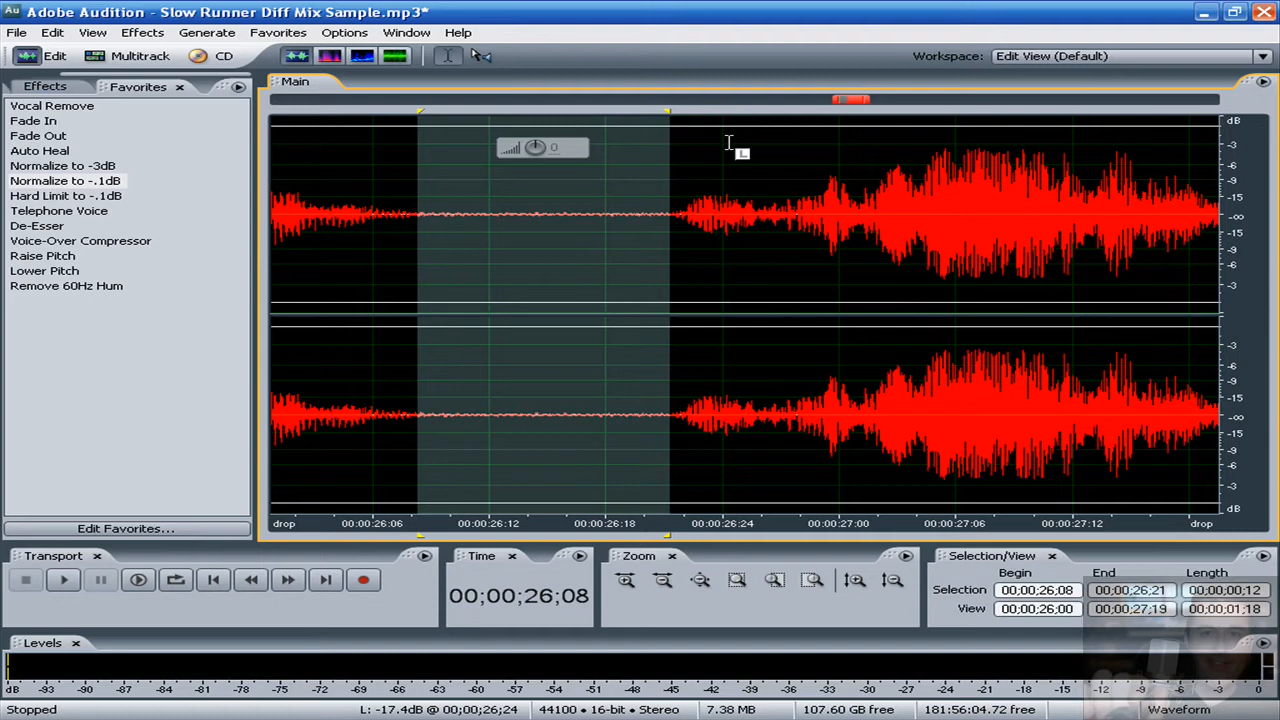 Au Adobe Audition - Slow Runner Diff Mix Sample.mp3*
File Edit View Effects Generate Favorites Options Window Help
Edit Multitrack CD Workspace: Edit View (Default)
Effects Favorites × Main
Vocal Remove
Fade In
Fade Out
Auto Heal
Normalize to -3dB
Normalize to -.1dB
Hard Limit to -.1dB
Telephone Voice
De-Esser
Voice-Over Compressor
Raise Pitch
Lower Pitch
Remove 60Hz Hum
Edit Favorites...
0
L
dB
-3
-6
-9
-15
-∞
-15
-9
-6
-3
-3
-6
-9
-15
-∞
-15
-9
-6
-3
dB
drop 00:00:26:06 00:00:26:12 00:00:26:18 00:00:26:24 00:00:27:00 00:00:27:06 00:00:27:12 drop
Transport × Time × Zoom × Selection/View ×
Begin End Length
Selection 00;00;26;08 00;00;26;21 00;00;00;12
View 00;00;26;00 00;00;27;19 00;00;01;18
00;00;26;08
Levels ×
dB -93 -90 -87 -84 -81 -78 -75 -72 -69 -66 -63 -60 -57 -54 -51 -48 -45 -42 -39 -36 -33 -30 -27 -24 -21 -18 -15 -12 -9 -6 -3 0
Stopped L: -17.4dB @ 00;00;26;24 44100 • 16-bit • Stereo 7.38 MB 107.60 GB free 181:56:04.72 free Waveform